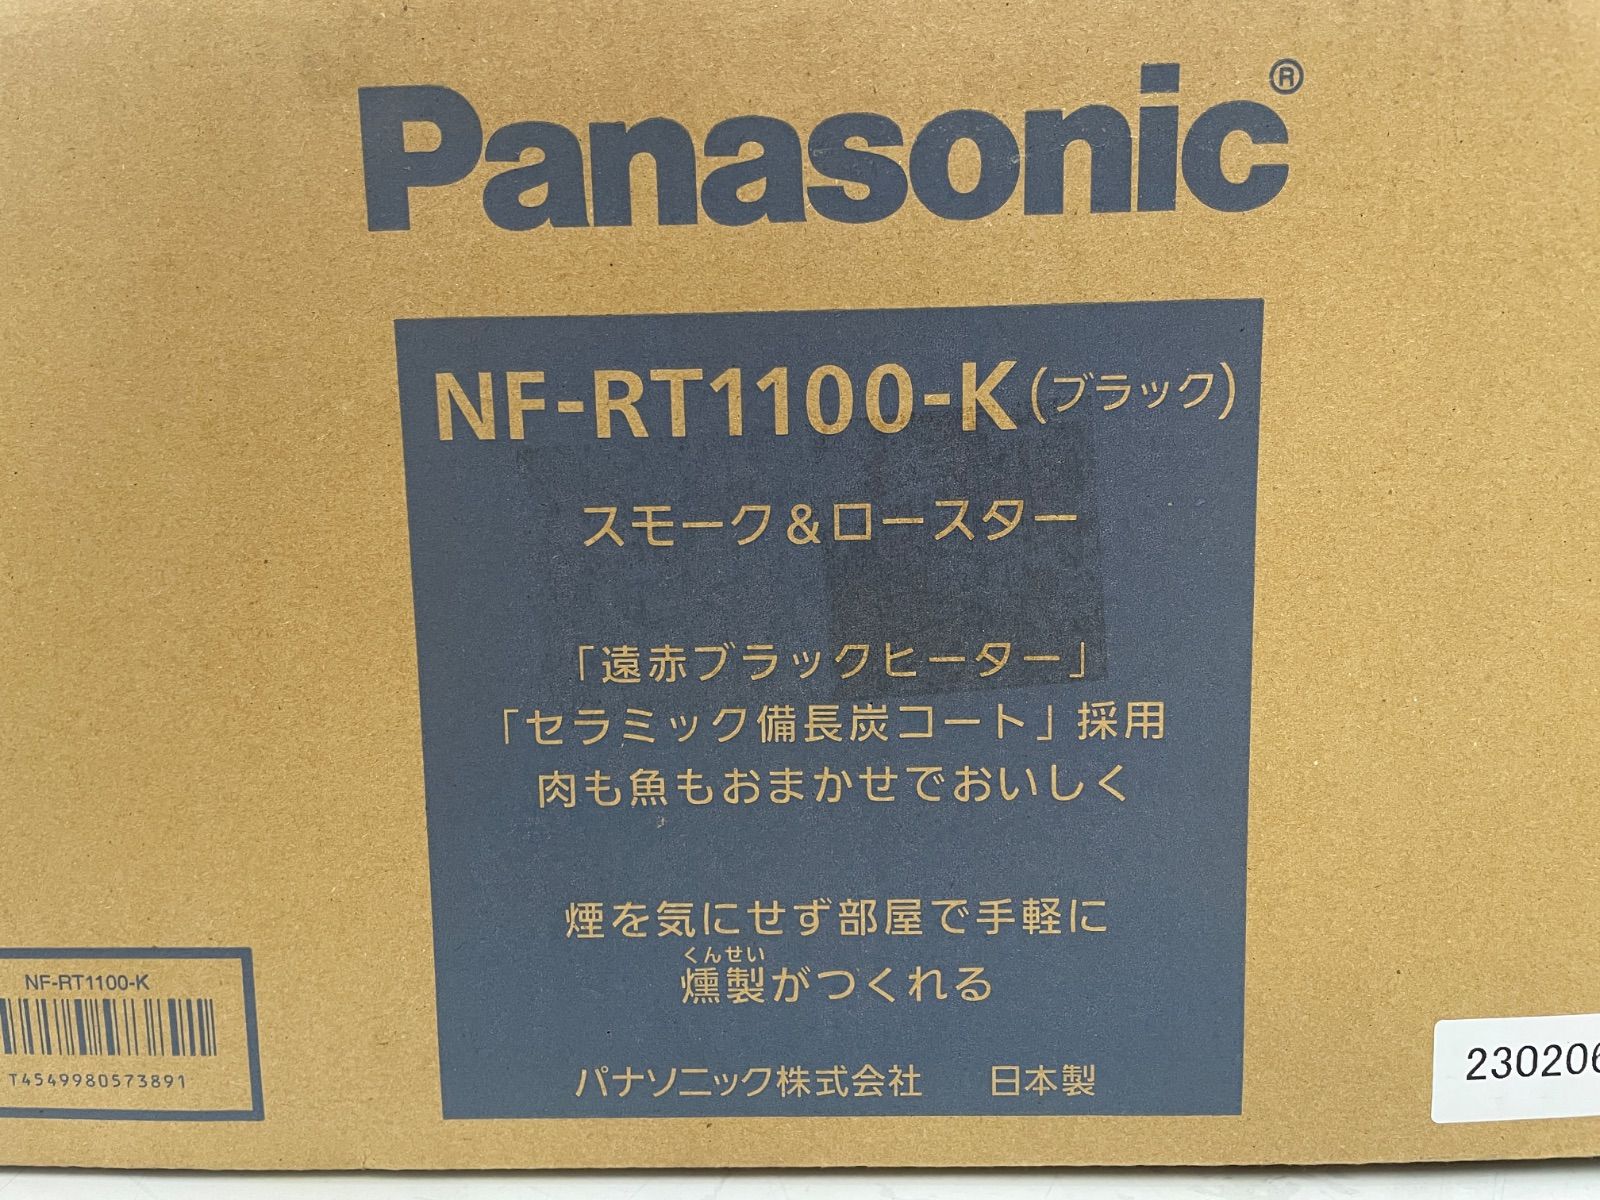 Panasonic®
NF-RT1100-K(ブラック)
スモーク&ロースター
「遠赤ブラックヒーター」
「セラミック備長炭コート」採用
肉も魚もおまかせでおいしく
煙を気にせず部屋で手軽に
くんせい
燻製がつくれる
パナソニック株式会社 日本製
NF-RT1100-K
T4549980573891
230206